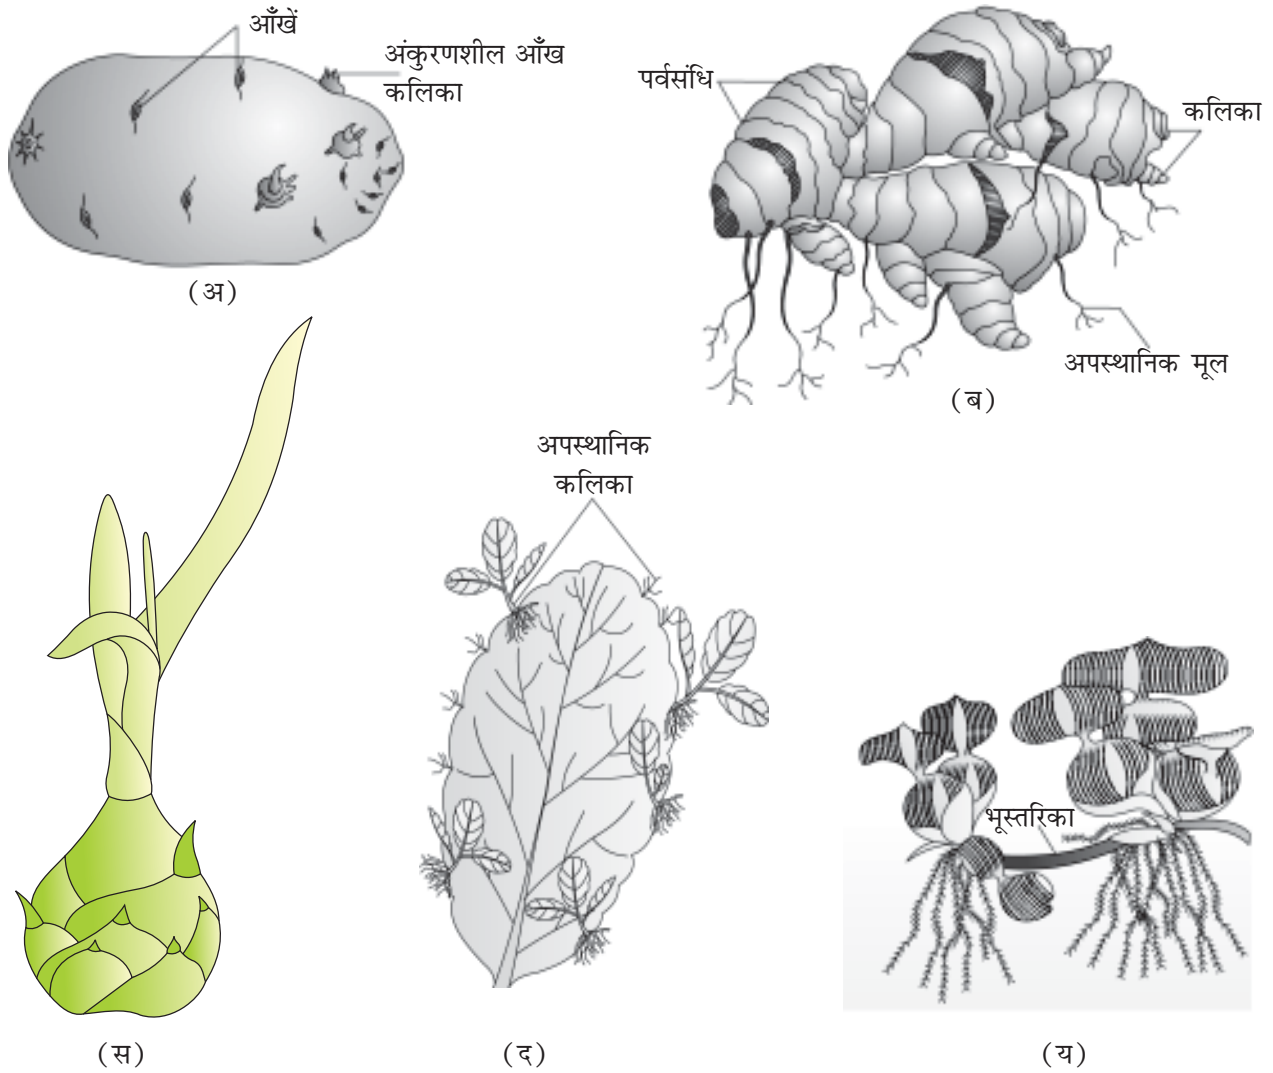 आँखें
अंकुरणशील आँख
कलिका
(अ)
पर्वसंधि
कलिका
अपस्थानिक मूल
(ब)
अपस्थानिक
कलिका
भूस्तरिका
(स)
(द)
(य)